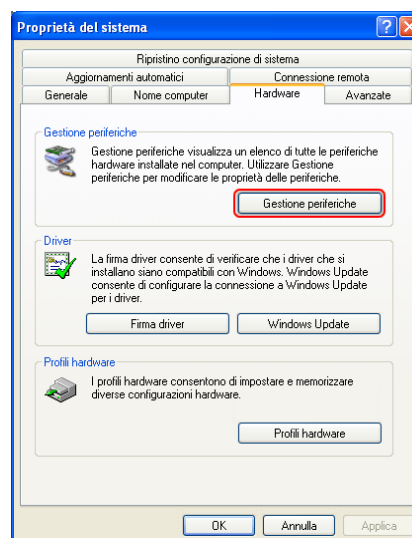 Proprietà del sistema
Ripristino configurazione di sistema
Aggiornamenti automatici Connessione remota
Generale Nome computer Hardware Avanzate
Gestione periferiche
Gestione periferiche visualizza un elenco di tutte le periferiche
hardware installate nel computer. Utilizzare Gestione
periferiche per modificare le proprietà delle periferiche.
Gestione periferiche
Driver
La firma driver consente di verificare che i driver che si
installano siano compatibili con Windows. Windows Update
consente di configurare la connessione a Windows Update
per i driver.
Firma driver Windows Update
Profili hardware
I profili hardware consentono di impostare e memorizzare
diverse configurazioni hardware.
Profili hardware
OK Annulla Applica